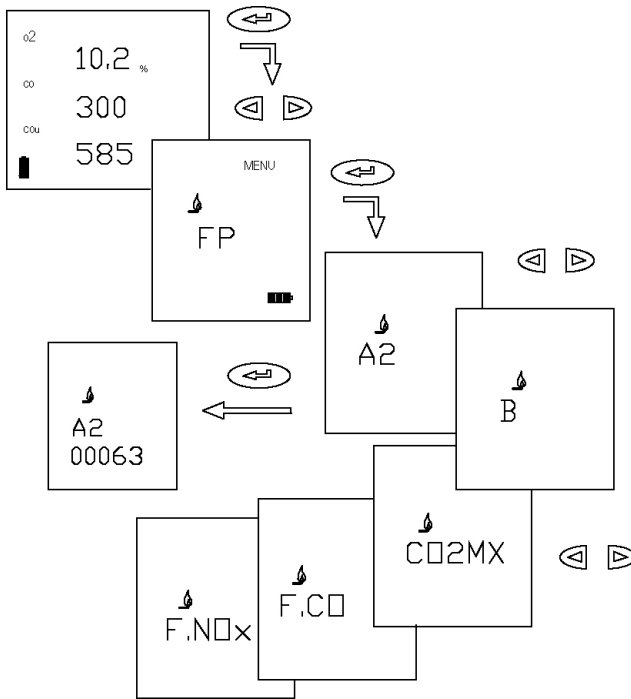 o2
10.2 %
co
300
cou
585
MENU
FP
A2
B
A2
00063
CO2MX
F.CO
F.NOx